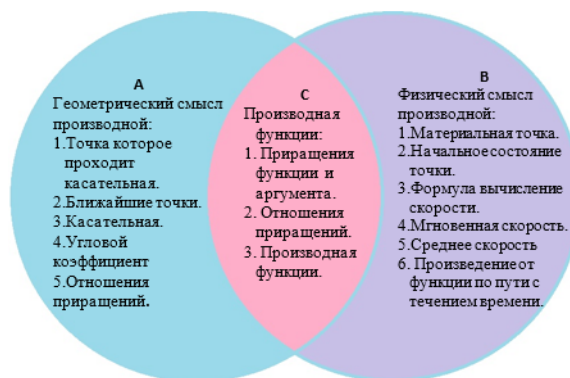 А
Геометрический смысл
производной:
1.Точка которое
проходит
касательная.
2.Ближайшие точки.
3.Касательная.
4.Угловой
коэффициент
5.Отношения
приращений.
С
Производная
функции:
1. Приращения
функции и
аргумента.
2. Отношения
приращений.
3. Производная
функции.
В
Физический смысл
производной:
1.Материальная точка.
2.Начальное состояние
точки.
3.Формула вычисление
скорости.
4.Мгновенная скорость.
5.Среднее скорость
6. Произведение от
функции по пути с
течением времени.